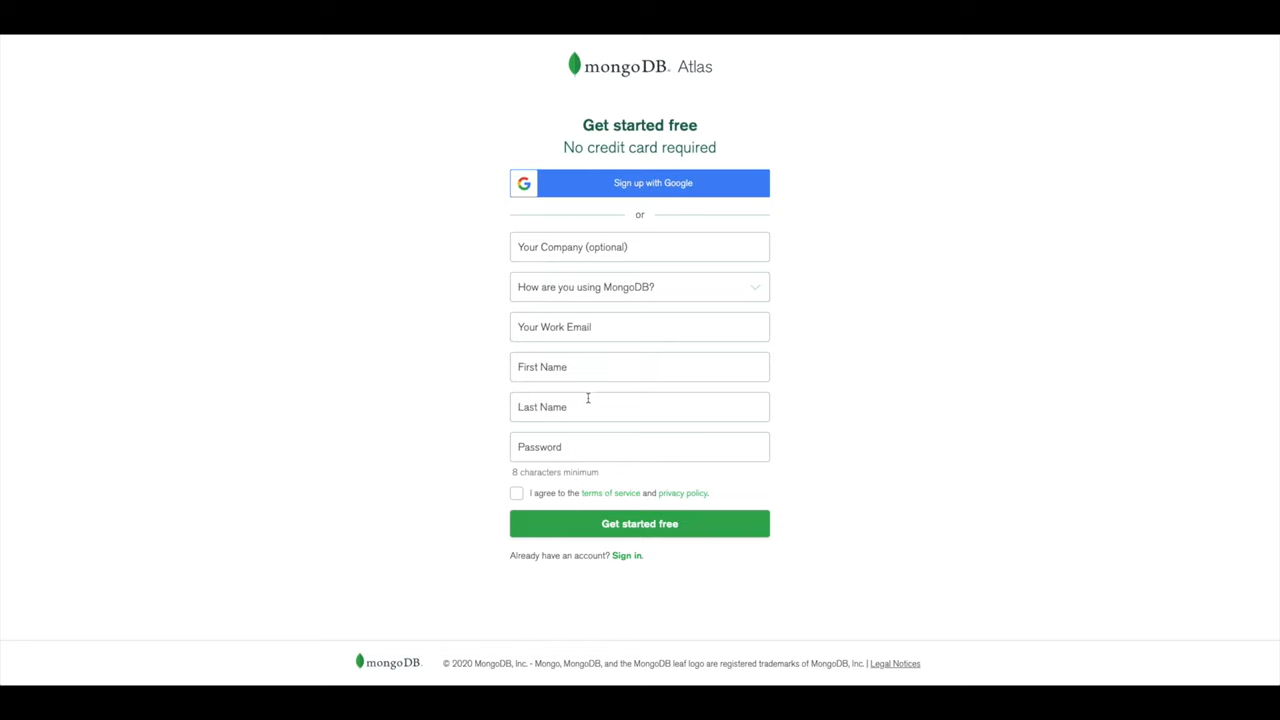 mongoDB. Atlas
Get started free
No credit card required
Sign up with Google
or
Your Company (optional)
How are you using MongoDB?
Your Work Email
First Name
Last Name
Password
8 characters minimum
I agree to the terms of service and privacy policy.
Get started free
Already have an account? Sign in.
mongoDB. © 2020 MongoDB, Inc. - Mongo, MongoDB, and the MongoDB leaf logo are registered trademarks of MongoDB, Inc. | Legal Notices